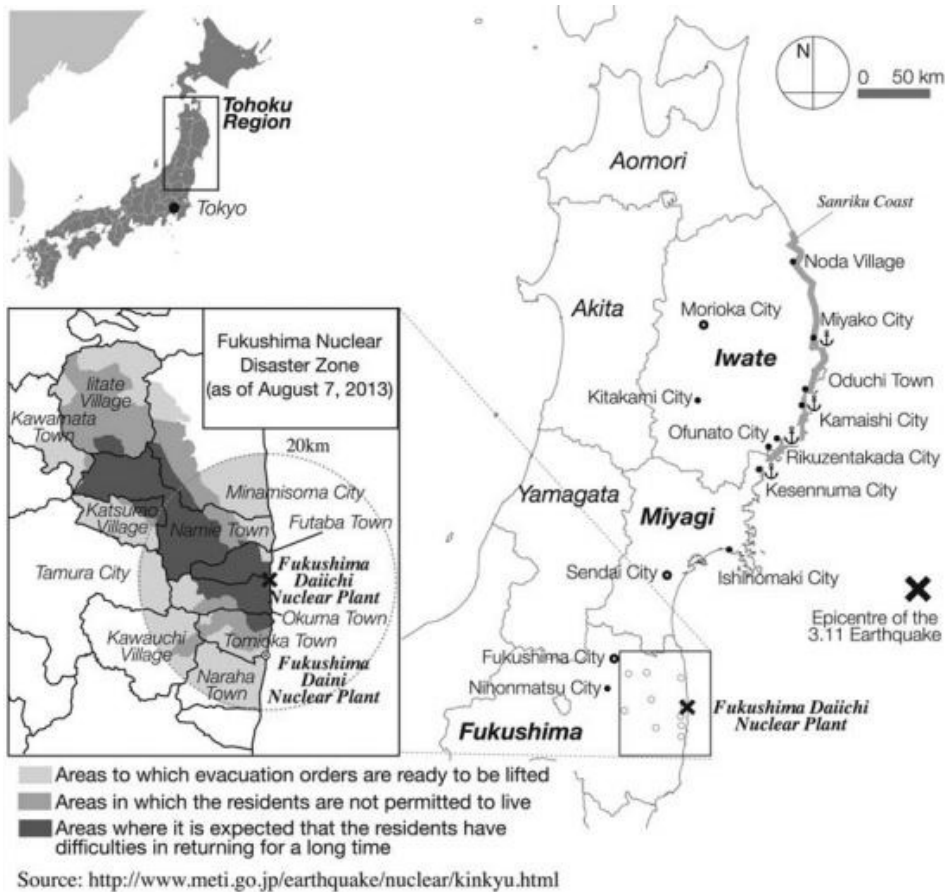 Tohoku
Region
Tokyo
N
0 50 km
Aomori
Sanriku Coast
Noda Village
Akita
Morioka City
Miyako City
Iwate
Kitakami City
Oduchi Town
Kamaishi City
Ofunato City
Rikuzentakada City
Kesennuma City
Yamagata
Miyagi
Sendai City
Ishinomaki City
Epicentre of the
3.11 Earthquake
Fukushima City
Nihonmatsu City
Fukushima Daiichi
Nuclear Plant
Fukushima
Fukushima Nuclear
Disaster Zone
(as of August 7, 2013)
20km
Iitate
Village
Kawamata
Town
Minamisoma City
Katsumo
Village
Namie Town
Futaba Town
Tamura City
Fukushima
Daiichi
Nuclear Plant
Okuma Town
Kawauchi
Village
Tomioka Town
Fukushima
Daini
Nuclear Plant
Naraha
Town
Areas to which evacuation orders are ready to be lifted
Areas in which the residents are not permitted to live
Areas where it is expected that the residents have
difficulties in returning for a long time
Source: http://www.meti.go.jp/earthquake/nuclear/kinkyu.html